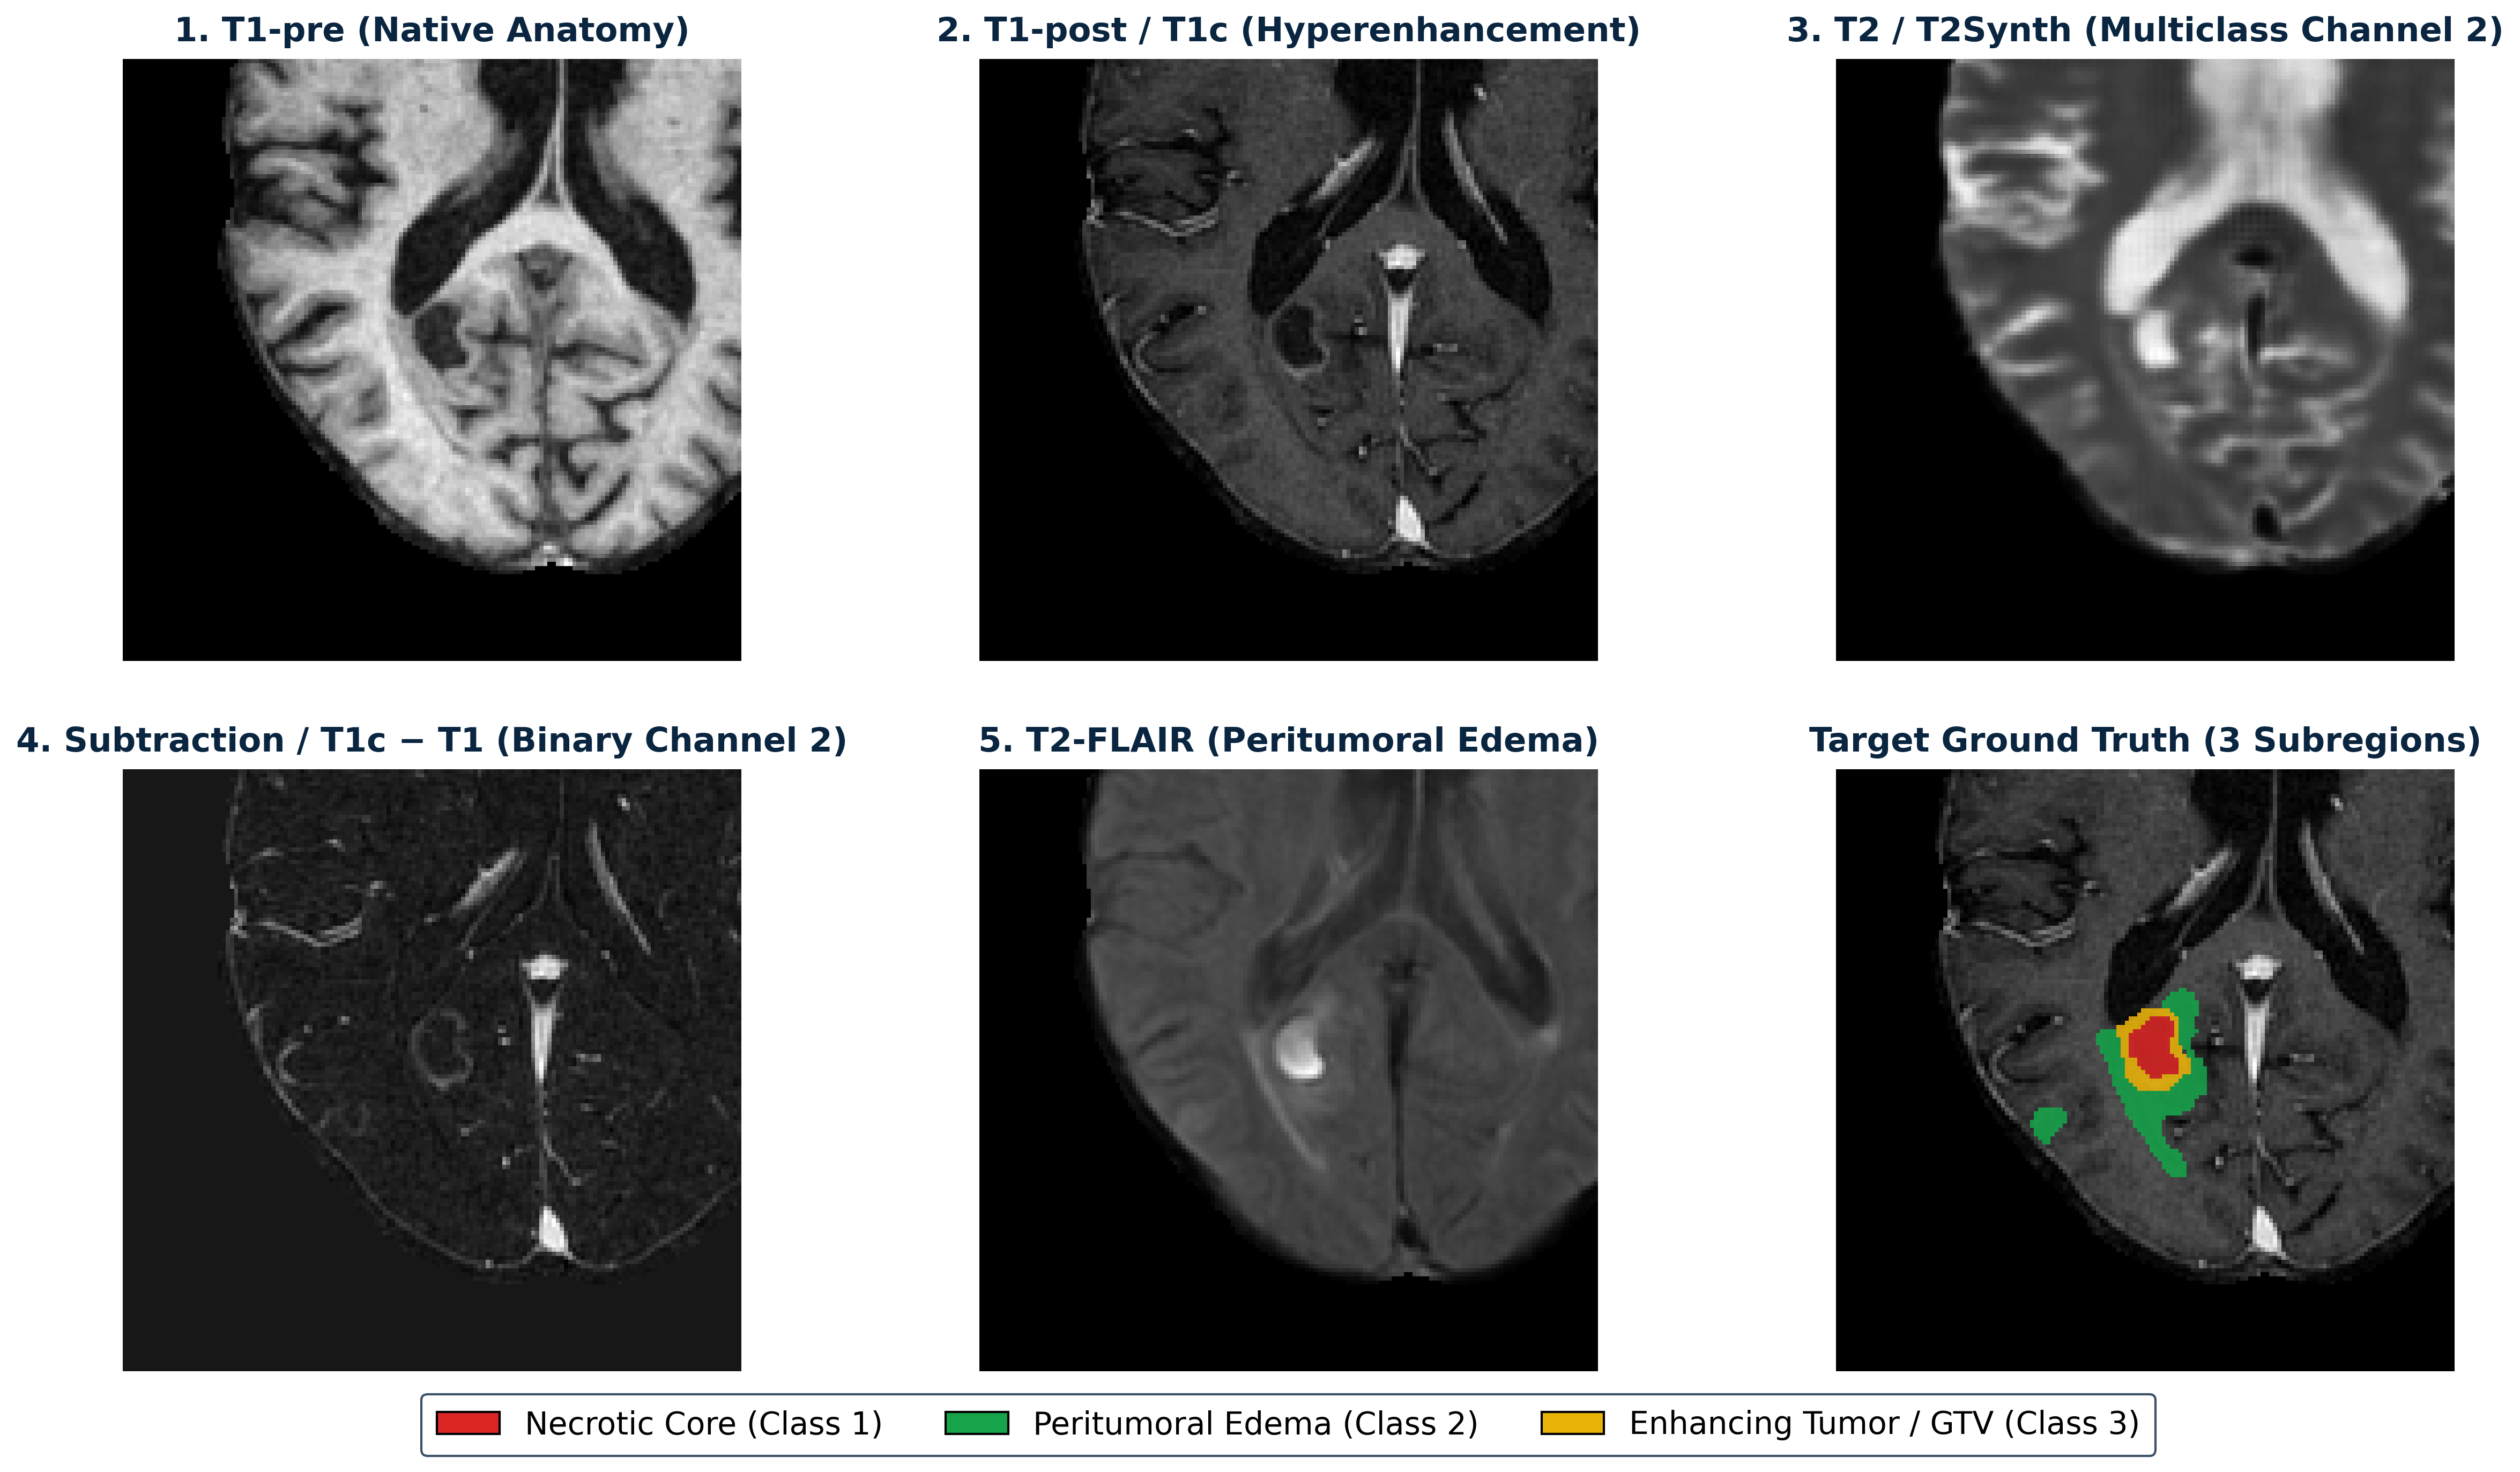 1. T1-pre (Native Anatomy)
2. T1-post / T1c (Hyperenhancement)
3. T2 / T2Synth (Multiclass Channel 2)
4. Subtraction / T1c − T1 (Binary Channel 2)
5. T2-FLAIR (Peritumoral Edema)
Target Ground Truth (3 Subregions)
Necrotic Core (Class 1)
Peritumoral Edema (Class 2)
Enhancing Tumor / GTV (Class 3)